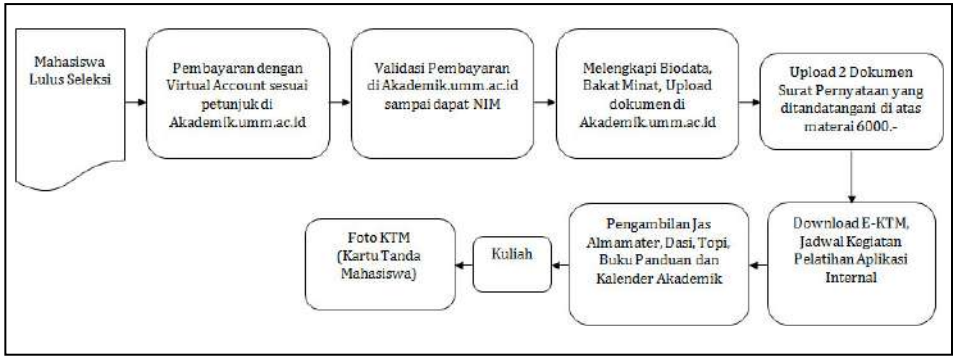 Mahasiswa
Lulus Seleksi
Pembayaran dengan
Virtual Account sesuai
petunjuk di
Akademik.umm.ac.id
Validasi Pembayaran
di Akademik.umm.ac.id
sampai dapat NIM
Melengkapi Biodata,
Bakat Minat, Upload
dokumen di
Akademik.umm.ac.id
Upload 2 Dokumen
Surat Pernyataan yang
ditandatangani di atas
materai 6000.-
Download E-KTM,
Jadwal Kegiatan
Pelatihan Aplikasi
Internal
Pengambilan Jas
Almamater, Dasi, Topi,
Buku Panduan dan
Kalender Akademik
Kuliah
Foto KTM
(Kartu Tanda
Mahasiswa)